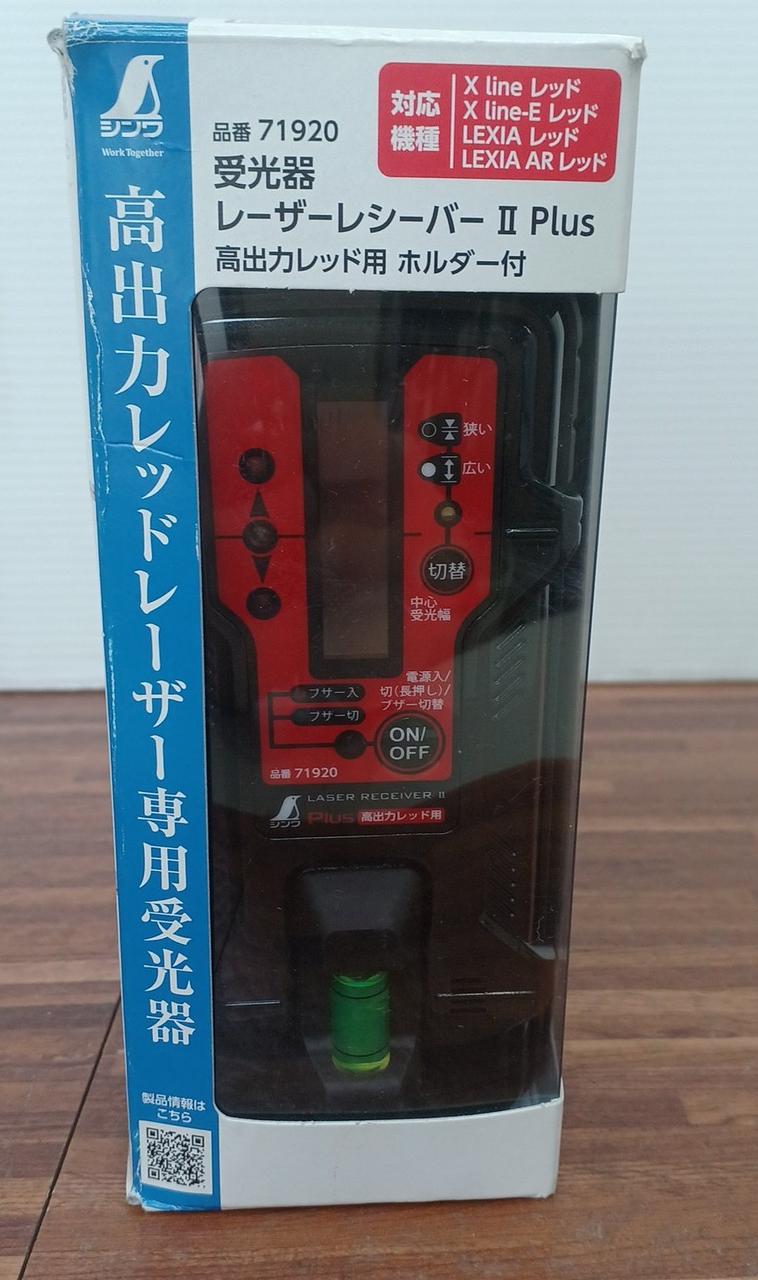 シンワ
Work Together
高出力レッドレーザー専用受光器
製品情報は
こちら
対応
機種
X line レッド
X line-E レッド
LEXIA レッド
LEXIA AR レッド
品番 71920
受光器
レーザーレシーバー II Plus
高出力レッド用 ホルダー付
狭い
広い
切替
中心
受光幅
電源入/
切(長押し)/
ブザー切替
ブザー入
ブザー切
ON/
OFF
品番 71920
LASER RECEIVER II
シンワ
Plus 高出力レッド用